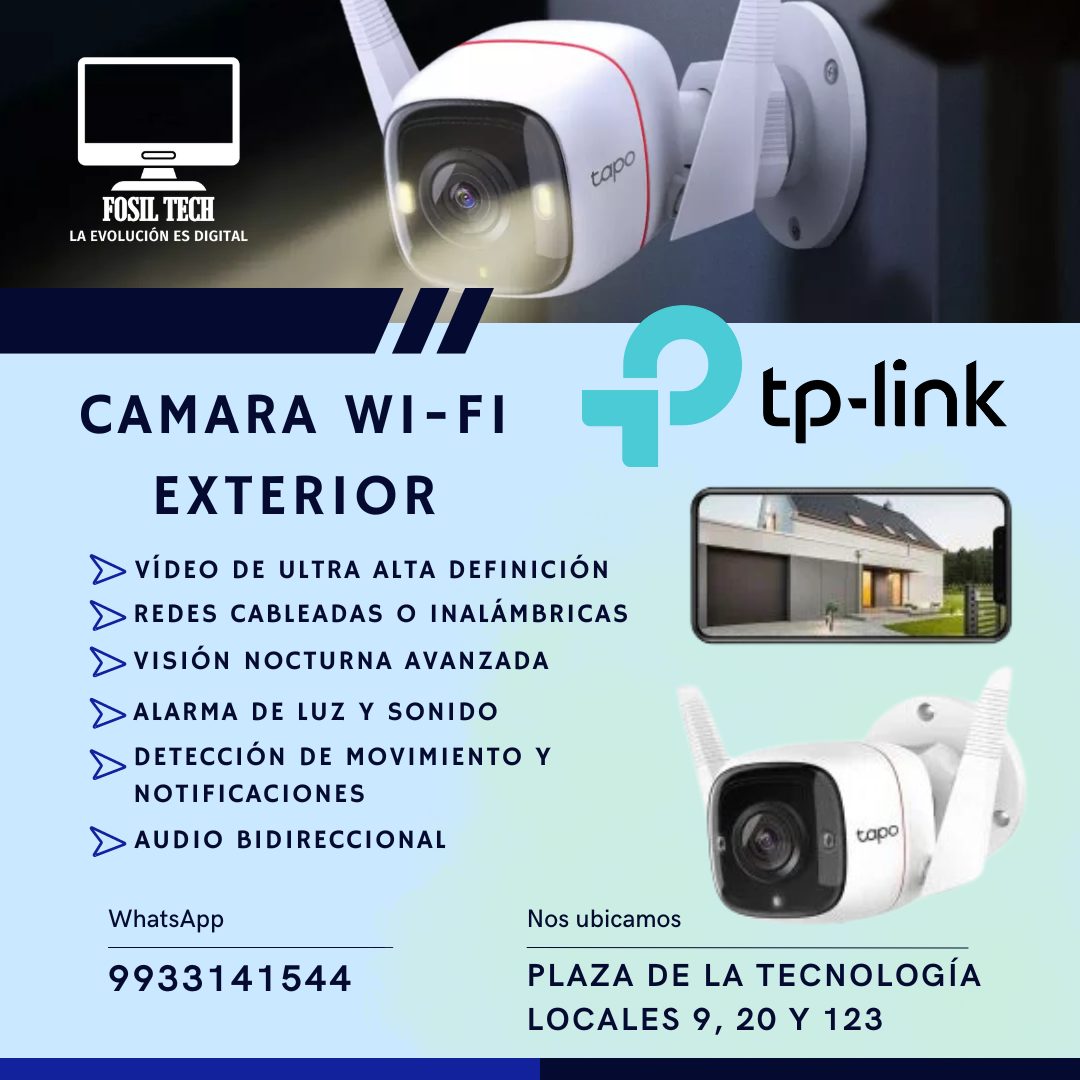 FOSIL TECH
LA EVOLUCIÓN ES DIGITAL
tapo
tp-link
CAMARA WI-FI
EXTERIOR
VÍDEO DE ULTRA ALTA DEFINICIÓN
REDES CABLEADAS O INALÁMBRICAS
VISIÓN NOCTURNA AVANZADA
ALARMA DE LUZ Y SONIDO
DETECCIÓN DE MOVIMIENTO Y
NOTIFICACIONES
AUDIO BIDIRECCIONAL
tapo
WhatsApp
9933141544
Nos ubicamos
PLAZA DE LA TECNOLOGÍA
LOCALES 9, 20 Y 123